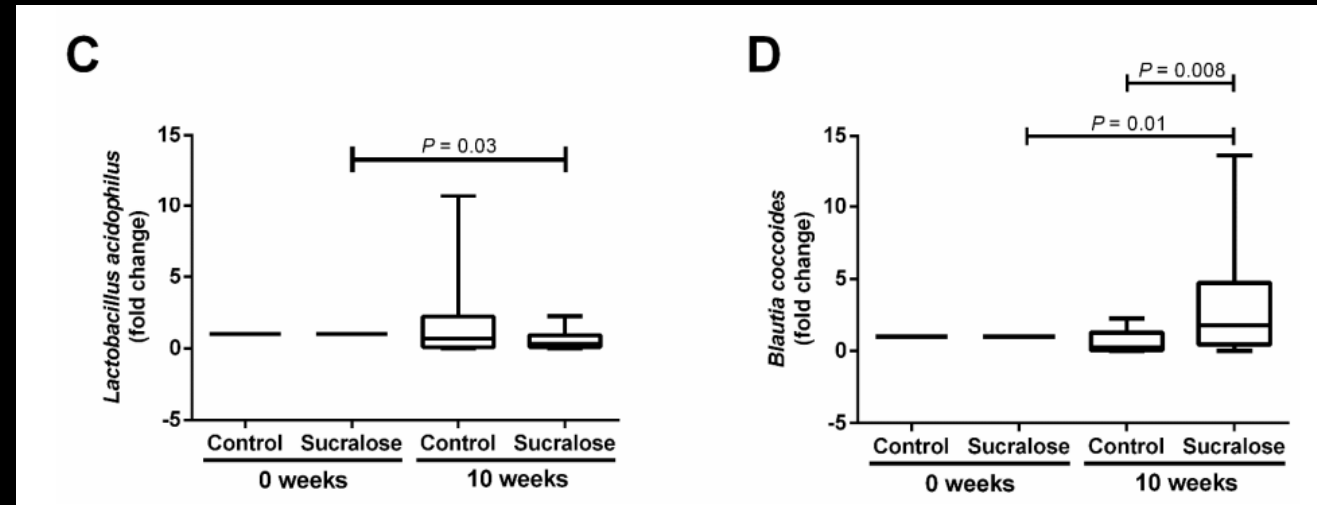 C
Lactobacillus acidophilus
(fold change)
15
10
5
0
-5
P = 0.03
Control Sucralose Control Sucralose
0 weeks 10 weeks
D
Blautia coccoides
(fold change)
15
10
5
0
-5
P = 0.008
P = 0.01
Control Sucralose Control Sucralose
0 weeks 10 weeks